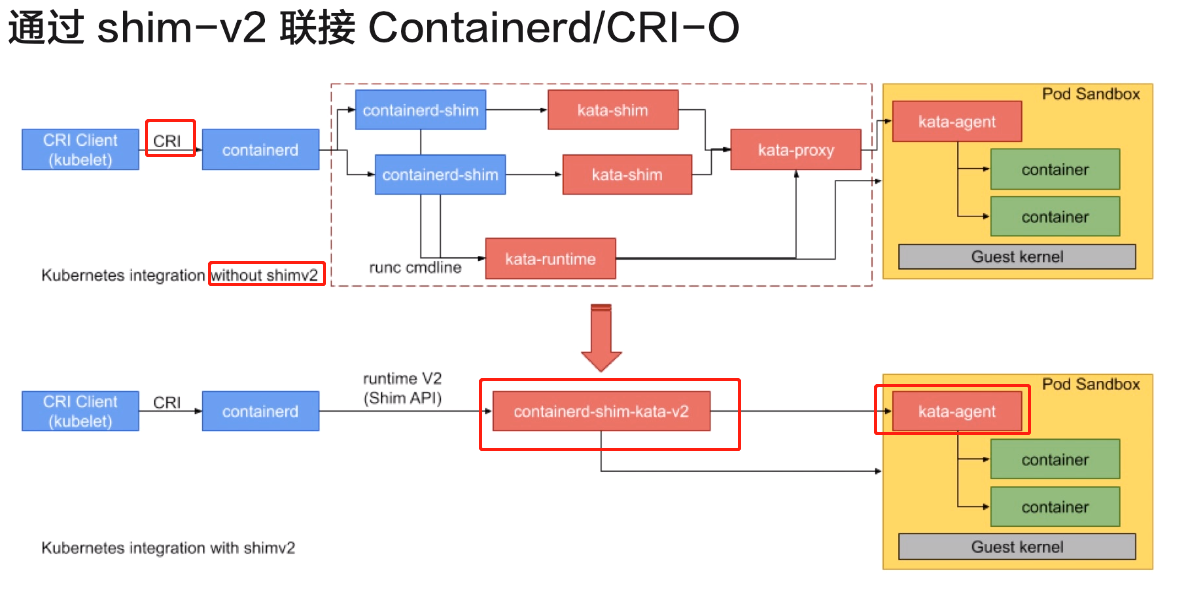 通过 shim-v2 联接 Containerd/CRI-O
Pod Sandbox
containerd-shim
kata-shim
kata-agent
CRI Client
(kubelet)
CRI
containerd
kata-proxy
container
containerd-shim
kata-shim
container
kata-runtime
Guest kernel
runc cmdline
Kubernetes integration without shimv2
runtime V2
(Shim API)
Pod Sandbox
CRI Client
(kubelet)
CRI
containerd
containerd-shim-kata-v2
kata-agent
container
container
Guest kernel
Kubernetes integration with shimv2